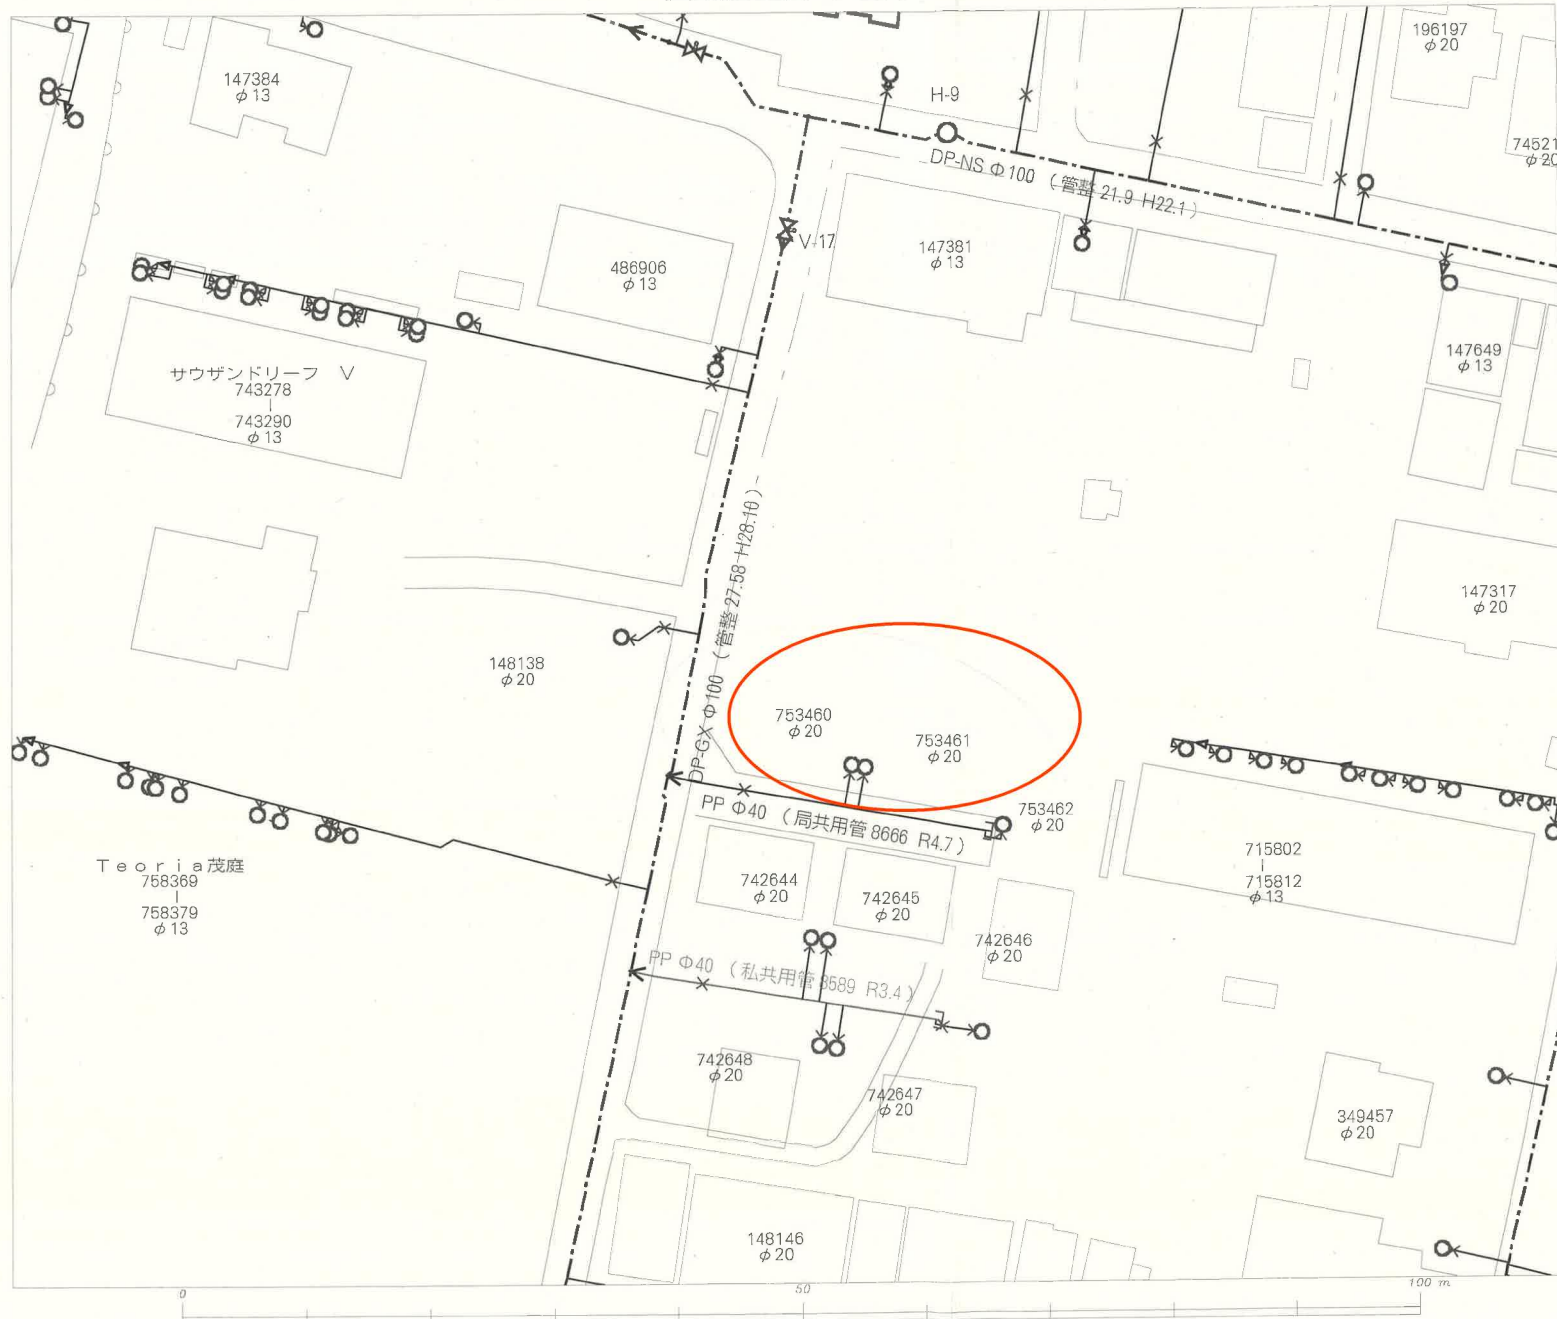 196197
φ20
147384
φ13
H-9
74521
φ20
DP-NS Φ100 (管整 21.9 H22.1)
V-17
147381
φ13
486906
φ13
147649
φ13
サウザンドリーフ V
743278
|
743290
φ13
DP-GX Φ100 (管整 27.58 H28.10)
147317
φ20
148138
φ20
753460
φ20
753461
φ20
753462
φ20
PP Φ40 (局共用管 8666 R4.7)
715802
|
715812
φ13
Teoria茂庭
758369
|
758379
φ13
742644
φ20
742645
φ20
742646
φ20
PP Φ40 (私共用管 8589 R3.4)
742648
φ20
742647
φ20
349457
φ20
148146
φ20
0
50
100 m